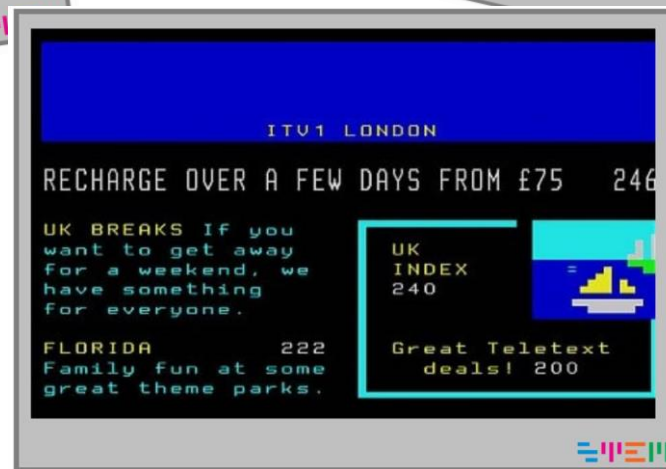 ITV1 LONDON
RECHARGE OVER A FEW DAYS FROM £75 246
UK BREAKS If you
want to get away
for a weekend, we
have something
for everyone.
FLORIDA 222
Family fun at some
great theme parks.
UK
INDEX
240
Great Teletext
deals! 200